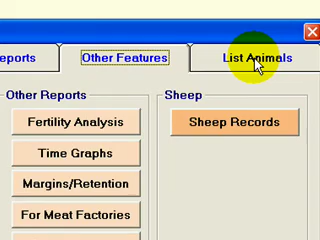 eports Other Features List Animals
Other Reports Sheep
Fertility Analysis Sheep Records
Time Graphs
Margins/Retention
For Meat Factories